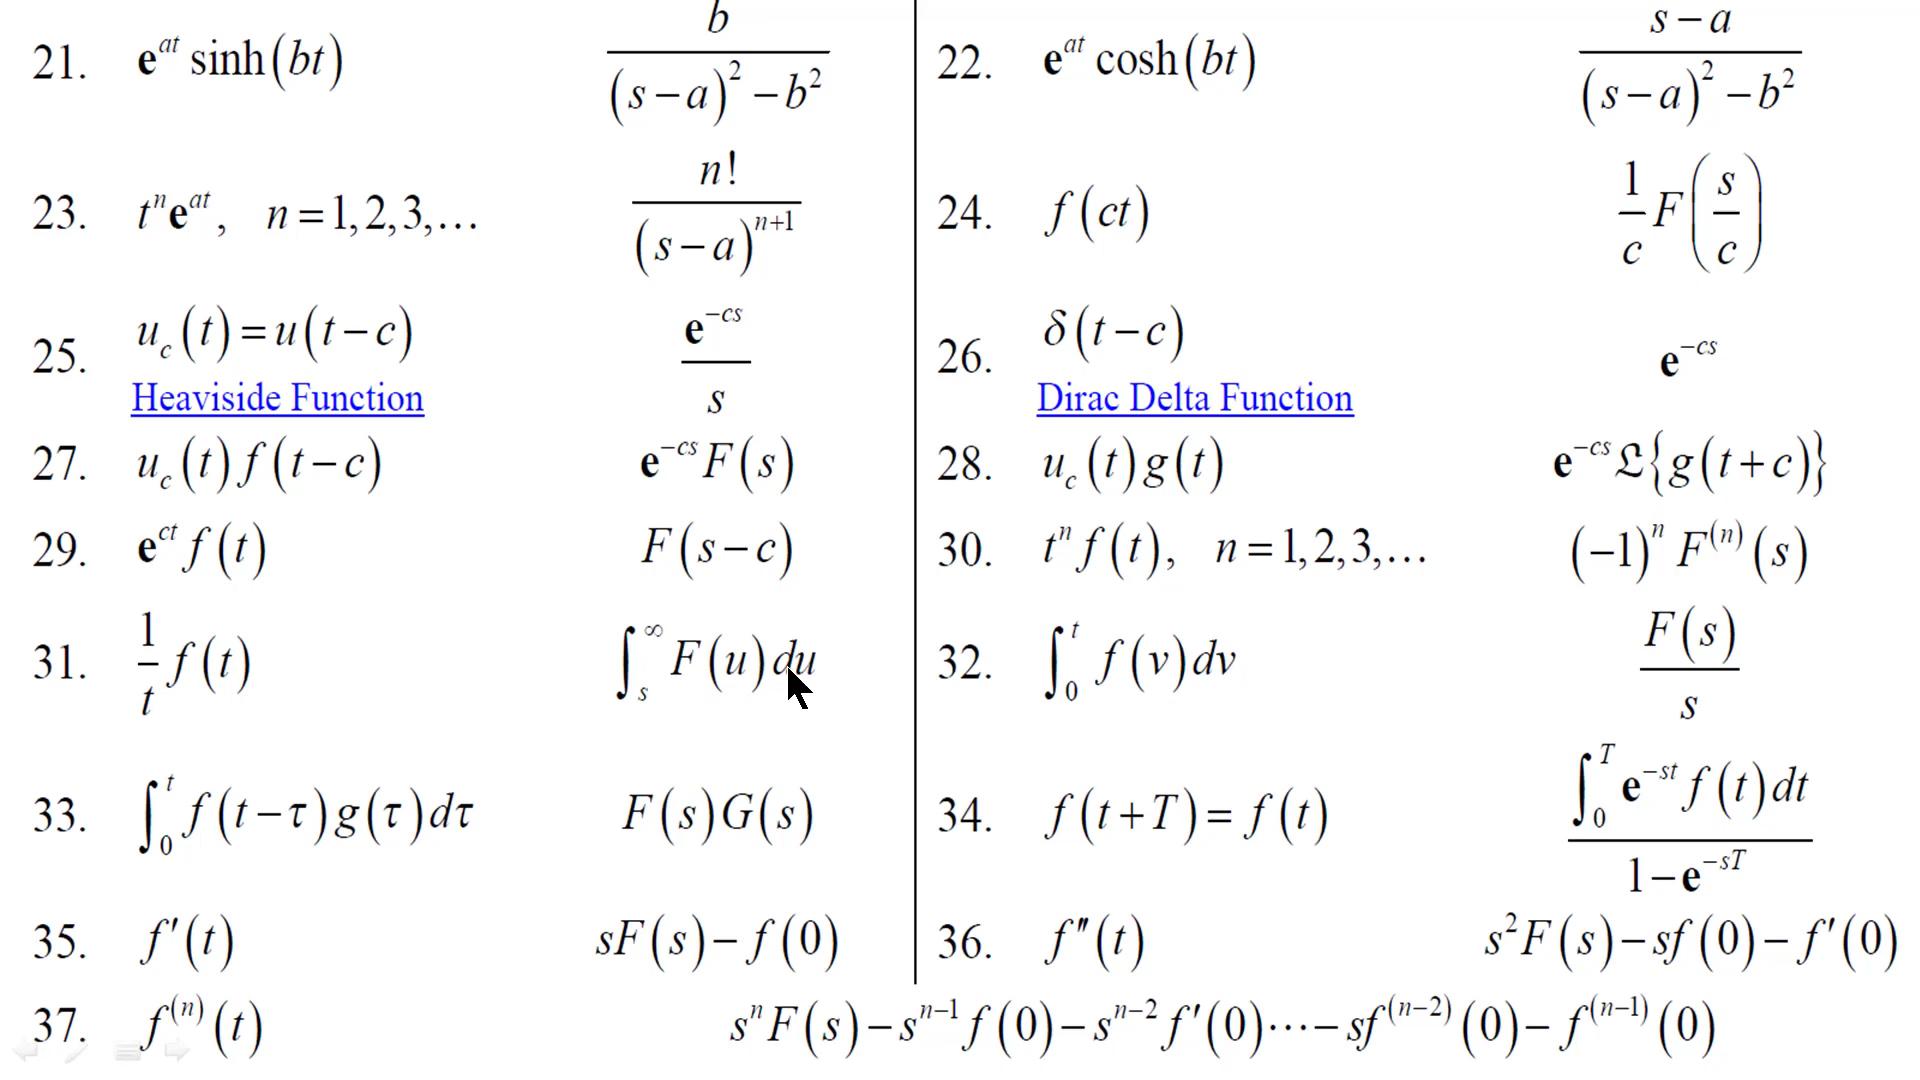 21. e^{at} sinh(bt)   b / ((s−a)^2 − b^2)
22. e^{at} cosh(bt)   (s−a) / ((s−a)^2 − b^2)
23. t^n e^{at},  n = 1,2,3,…   n! / (s−a)^{n+1}
24. f(ct)   (1/c) F(s/c)
25. u_c(t) = u(t−c)   e^{−cs} / s
Heaviside Function
26. δ(t−c)   e^{−cs}
Dirac Delta Function
27. u_c(t) f(t−c)   e^{−cs} F(s)
28. u_c(t) g(t)   e^{−cs} 𝔏{g(t+c)}
29. e^{ct} f(t)   F(s−c)
30. t^n f(t),  n = 1,2,3,…   (−1)^n F^{(n)}(s)
31. (1/t) f(t)   ∫_s^∞ F(u) du
32. ∫_0^t f(v) dv   F(s) / s
33. ∫_0^t f(t−τ) g(τ) dτ   F(s)G(s)
34. f(t+T) = f(t)   ∫_0^T e^{−st} f(t) dt / (1−e^{−sT})
35. f′(t)   sF(s) − f(0)
36. f″(t)   s^2 F(s) − sf(0) − f′(0)
37. f^{(n)}(t)   s^n F(s) − s^{n−1} f(0) − s^{n−2} f′(0)⋯ − sf^{(n−2)}(0) − f^{(n−1)}(0)